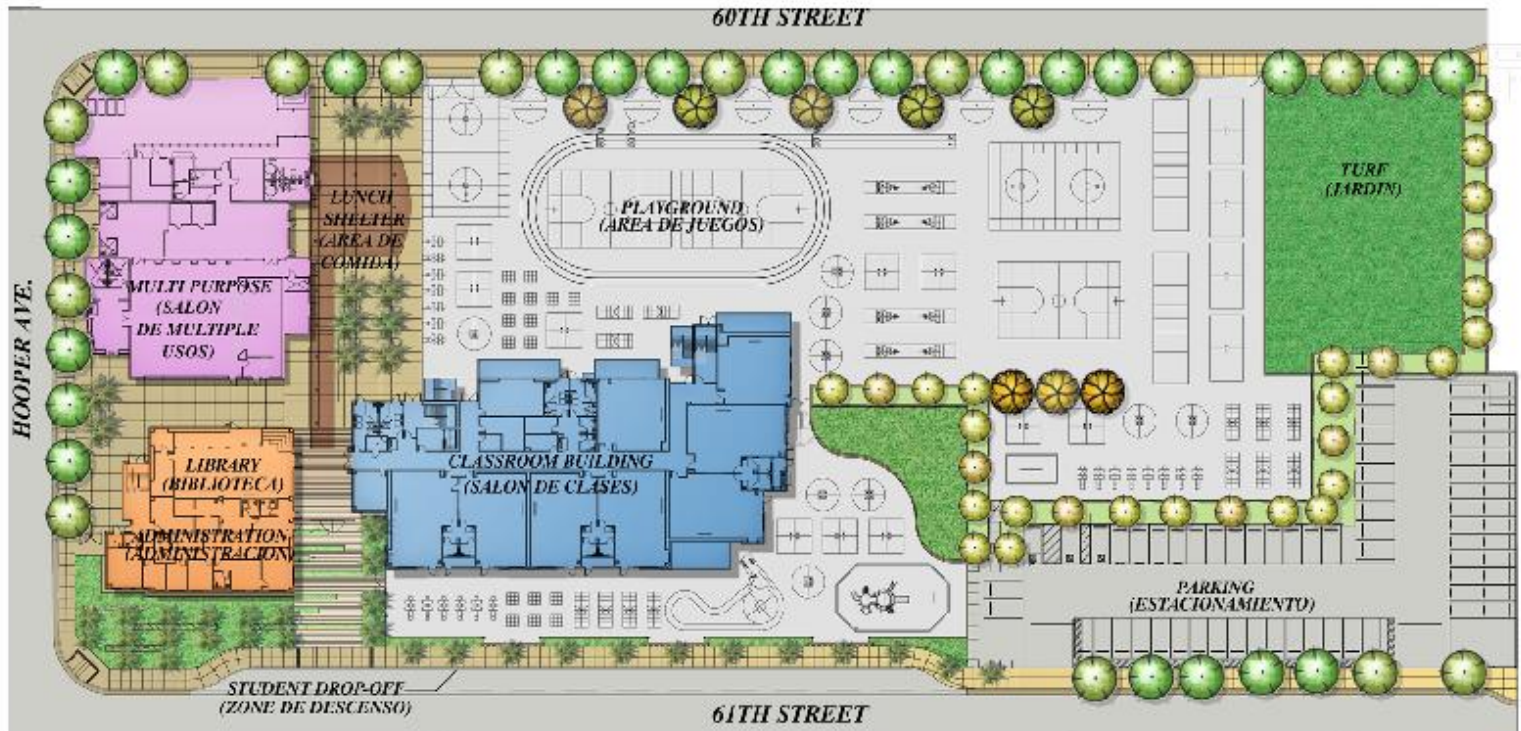 60TH STREET
HOOPER AVE.
LUNCH
SHELTER
(AREA DE
COMIDA)
PLAYGROUND
(AREA DE JUEGOS)
TURF
(JARDIN)
MULTI PURPOSE
(SALON
DE MULTIPLE
USOS)
LIBRARY
(BIBLIOTECA)
ADMINISTRATION
(ADMINISTRACION)
CLASSROOM BUILDING
(SALON DE CLASES)
PARKING
(ESTACIONAMIENTO)
STUDENT DROP-OFF
(ZONE DE DESCENSO)
61TH STREET